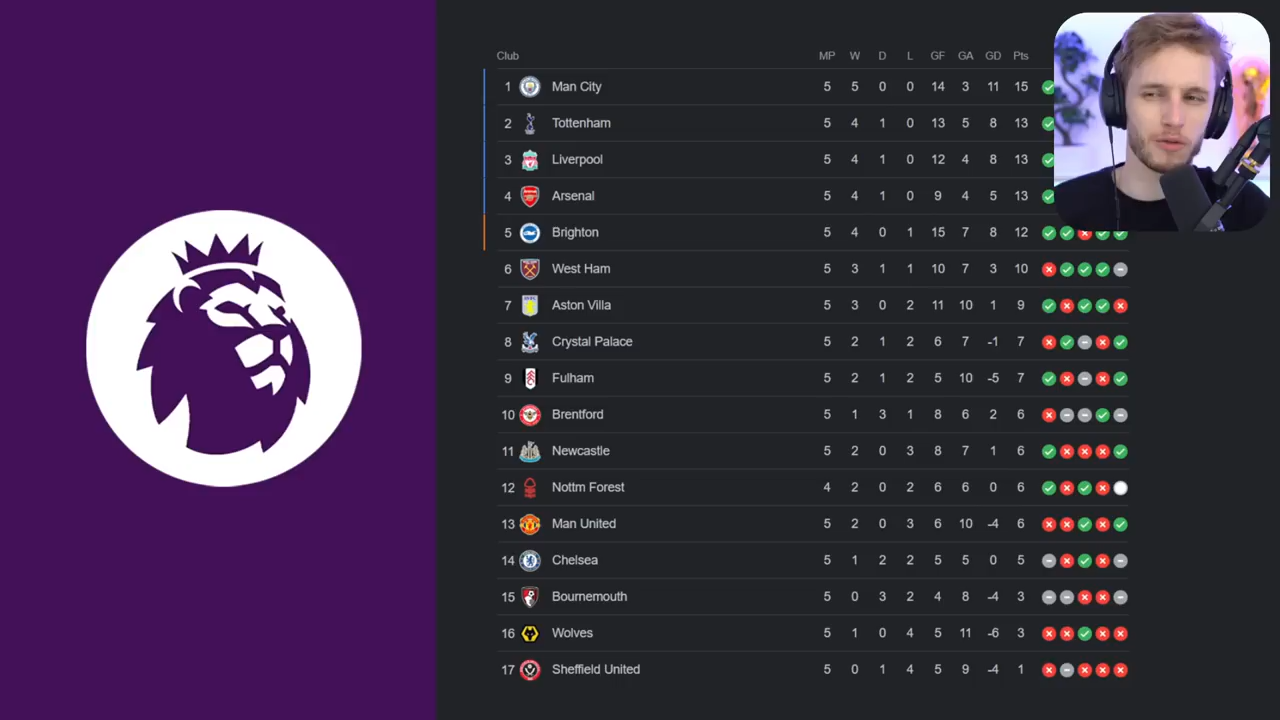 Club MP W D L GF GA GD Pts
1 Man City 5 5 0 0 14 3 11 15
2 Tottenham 5 4 1 0 13 5 8 13
3 Liverpool 5 4 1 0 12 4 8 13
4 Arsenal 5 4 1 0 9 4 5 13
5 Brighton 5 4 0 1 15 7 8 12
6 West Ham 5 3 1 1 10 7 3 10
7 Aston Villa 5 3 0 2 11 10 1 9
8 Crystal Palace 5 2 1 2 6 7 -1 7
9 Fulham 5 2 1 2 5 10 -5 7
10 Brentford 5 1 3 1 8 6 2 6
11 Newcastle 5 2 0 3 8 7 1 6
12 Nottm Forest 4 2 0 2 6 6 0 6
13 Man United 5 2 0 3 6 10 -4 6
14 Chelsea 5 1 2 2 5 5 0 5
15 Bournemouth 5 0 3 2 4 8 -4 3
16 Wolves 5 1 0 4 5 11 -6 3
17 Sheffield United 5 0 1 4 5 9 -4 1